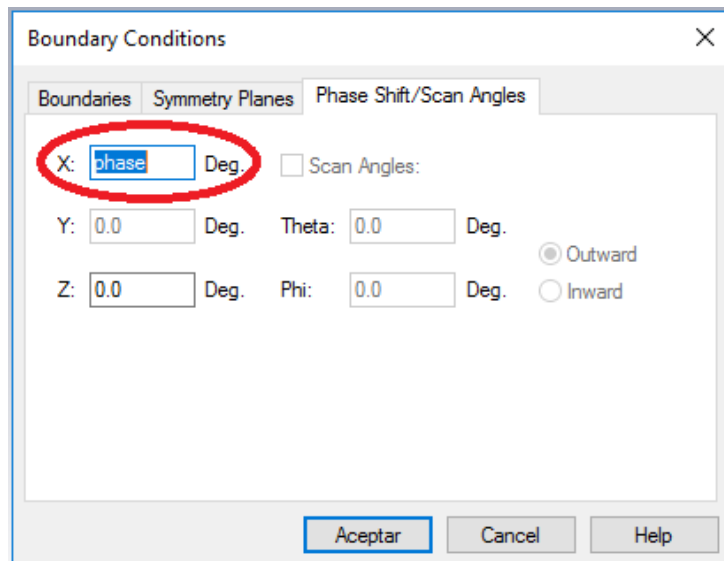 Boundary Conditions
Boundaries Symmetry Planes Phase Shift/Scan Angles
X: phase Deg. Scan Angles:
Y: 0.0 Deg. Theta: 0.0 Deg.
Outward
Z: 0.0 Deg. Phi: 0.0 Deg. Inward
Aceptar Cancel Help